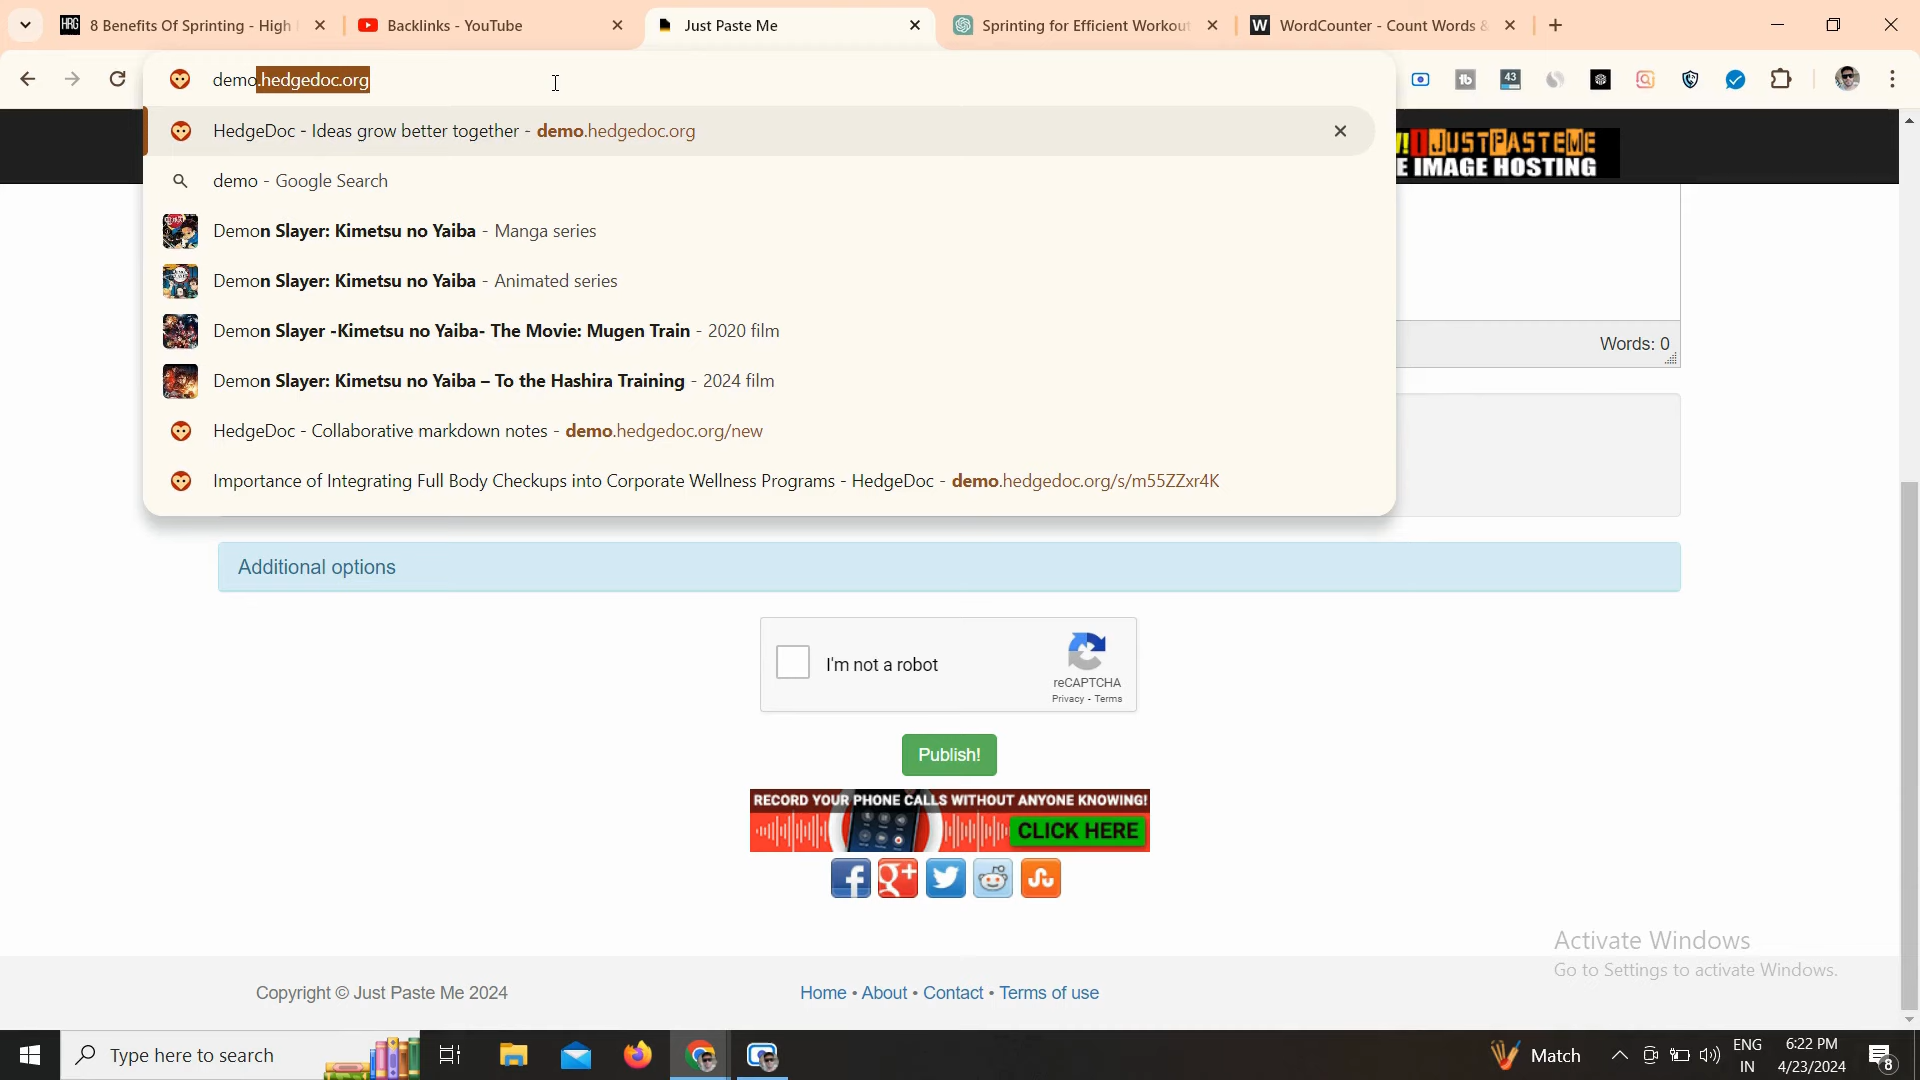 8 Benefits Of Sprinting - High I
Backlinks - YouTube
Just Paste Me
Sprinting for Efficient Workout
WordCounter - Count Words &
demo.hedgedoc.org
43
HedgeDoc - Ideas grow better together - demo.hedgedoc.org
demo - Google Search
JUSTPASTEME
E IMAGE HOSTING
Demon Slayer: Kimetsu no Yaiba - Manga series
Demon Slayer: Kimetsu no Yaiba - Animated series
Demon Slayer -Kimetsu no Yaiba- The Movie: Mugen Train - 2020 film
Words: 0
Demon Slayer: Kimetsu no Yaiba – To the Hashira Training - 2024 film
HedgeDoc - Collaborative markdown notes - demo.hedgedoc.org/new
Importance of Integrating Full Body Checkups into Corporate Wellness Programs - HedgeDoc - demo.hedgedoc.org/s/m55ZZxr4K
Additional options
I'm not a robot
reCAPTCHA
Privacy - Terms
Publish!
RECORD YOUR PHONE CALLS WITHOUT ANYONE KNOWING!
CLICK HERE
Activate Windows
Go to Settings to activate Windows.
Copyright © Just Paste Me 2024
Home • About • Contact • Terms of use
Type here to search
Match
ENG
IN
6:22 PM
4/23/2024
8